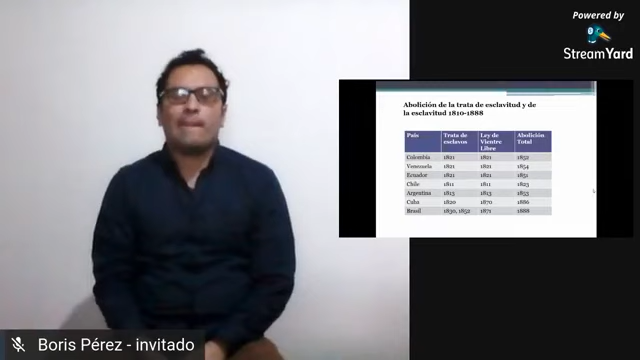 Powered by
StreamYard
Abolición de la trata de esclavitud y de
la esclavitud 1810-1888
País Trata de esclavos Ley de Vientre Libre Abolición Total
Colombia 1821 1821 1852
Venezuela 1821 1821 1854
Ecuador 1821 1821 1851
Chile 1811 1811 1823
Argentina 1813 1813 1853
Cuba 1820 1870 1886
Brasil 1830, 1852 1871 1888
Boris Pérez - invitado